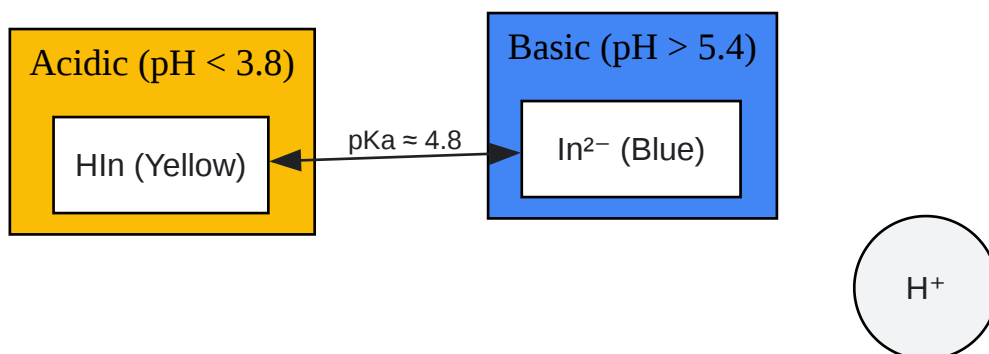 Acidic (pH < 3.8)
HIn (Yellow)
pKa ≈ 4.8
Basic (pH > 5.4)
In²⁻ (Blue)
H⁺